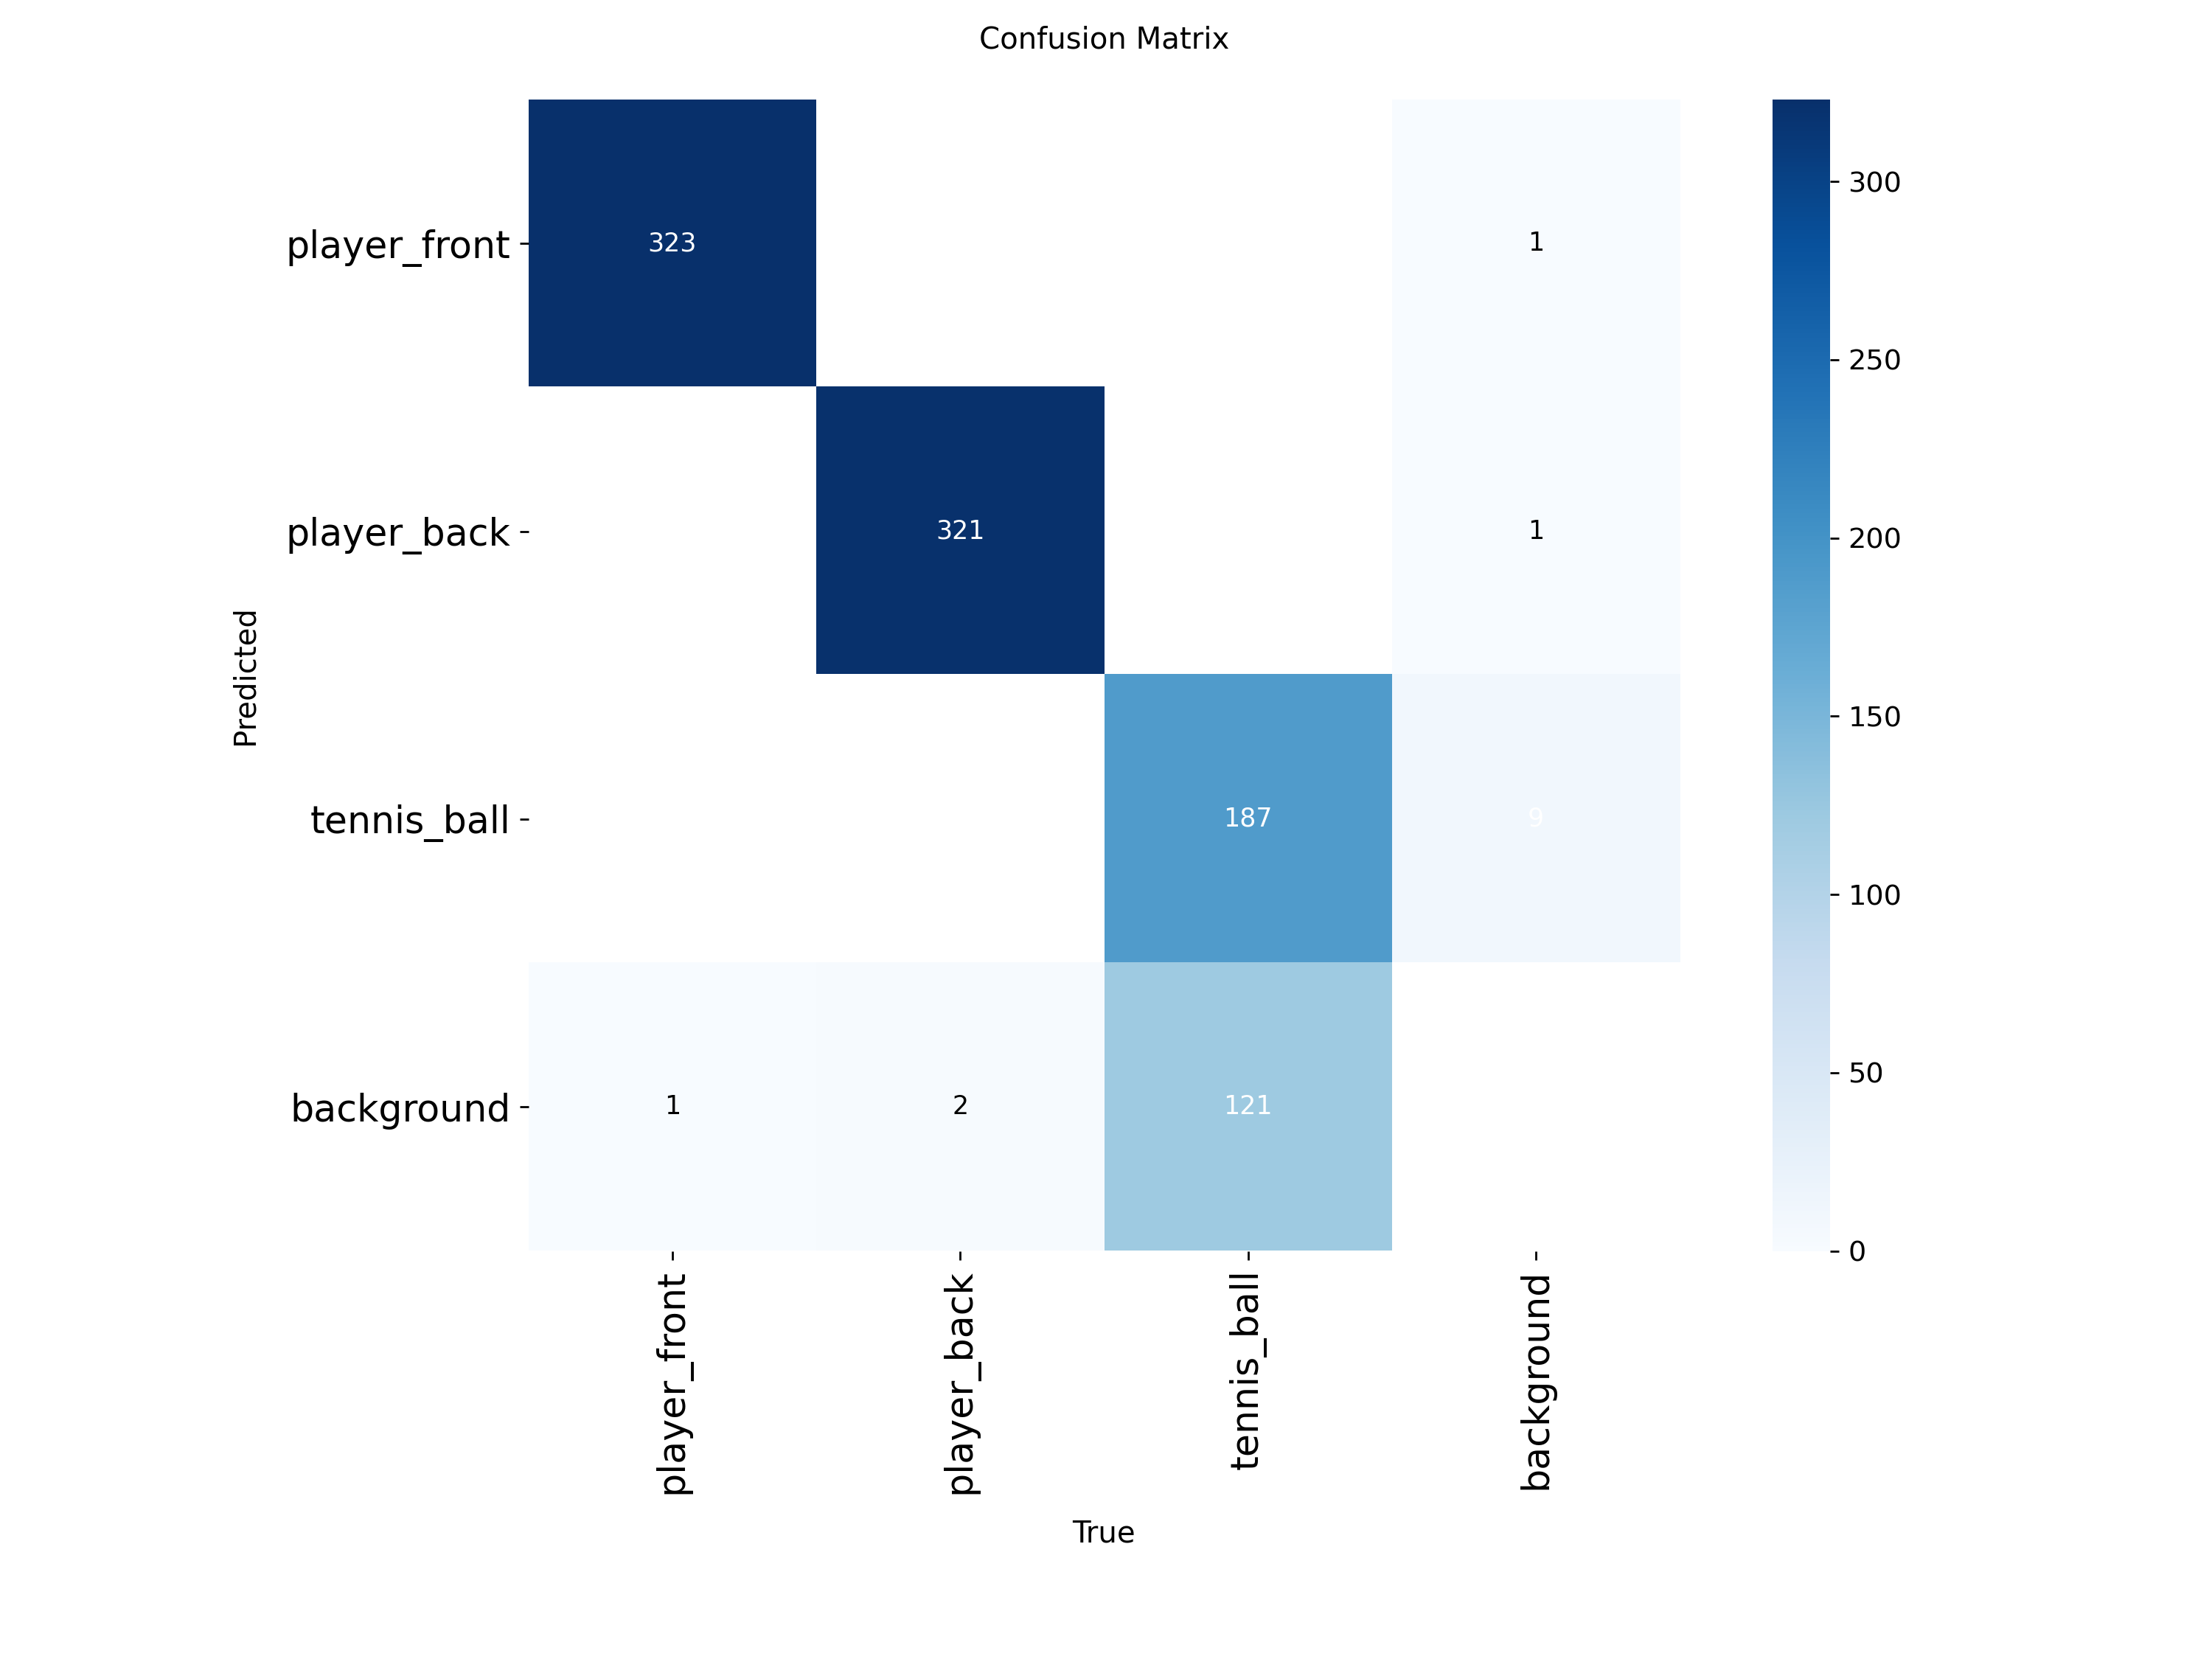 Confusion Matrix
player_front
323
1
player_back
321
1
tennis_ball
187
9
background
1
2
121
Predicted
player_front
player_back
tennis_ball
background
True
300
250
200
150
100
50
0